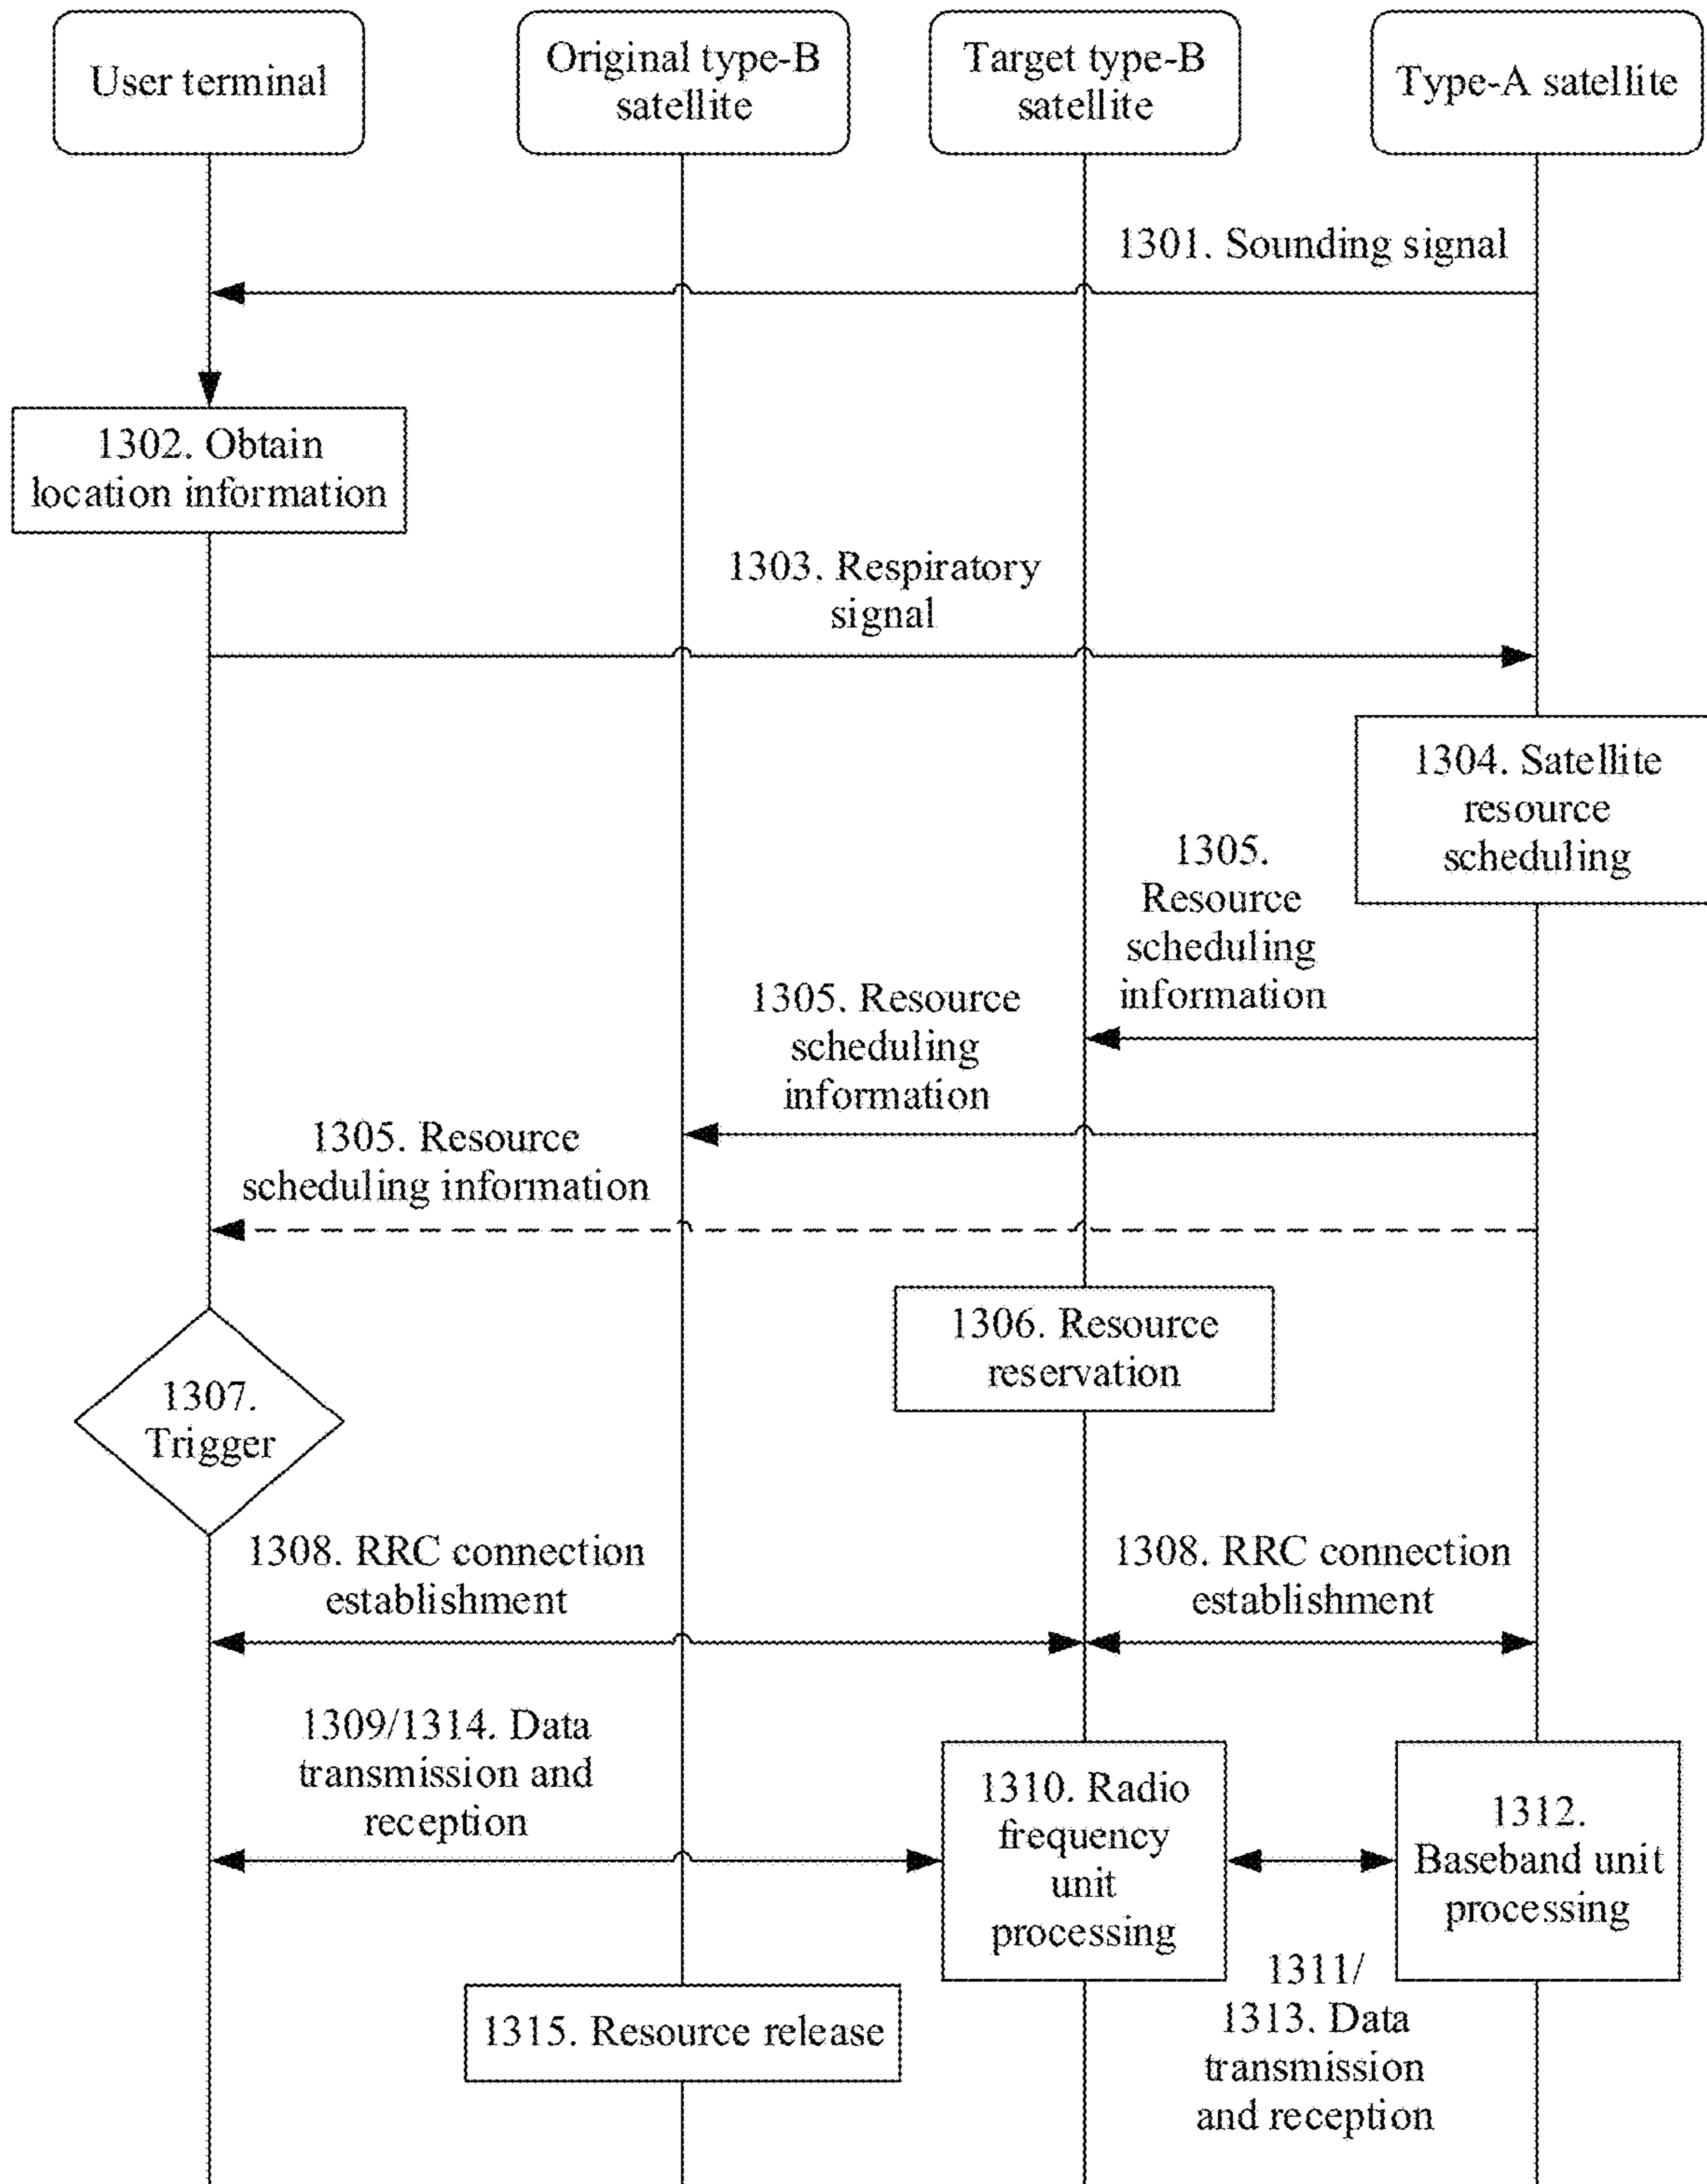 User terminal
Original type-B
satellite
Target type-B
satellite
Type-A satellite
1301. Sounding signal
1302. Obtain
location information
1303. Respiratory
signal
1304. Satellite
resource
scheduling
1305.
Resource
scheduling
information
1305. Resource
scheduling
information
1305. Resource
scheduling information
1306. Resource
reservation
1307.
Trigger
1308. RRC connection
establishment
1308. RRC connection
establishment
1309/1314. Data
transmission and
reception
1310. Radio
frequency
unit
processing
1312.
Baseband unit
processing
1311/
1313. Data
transmission
and reception
1315. Resource release